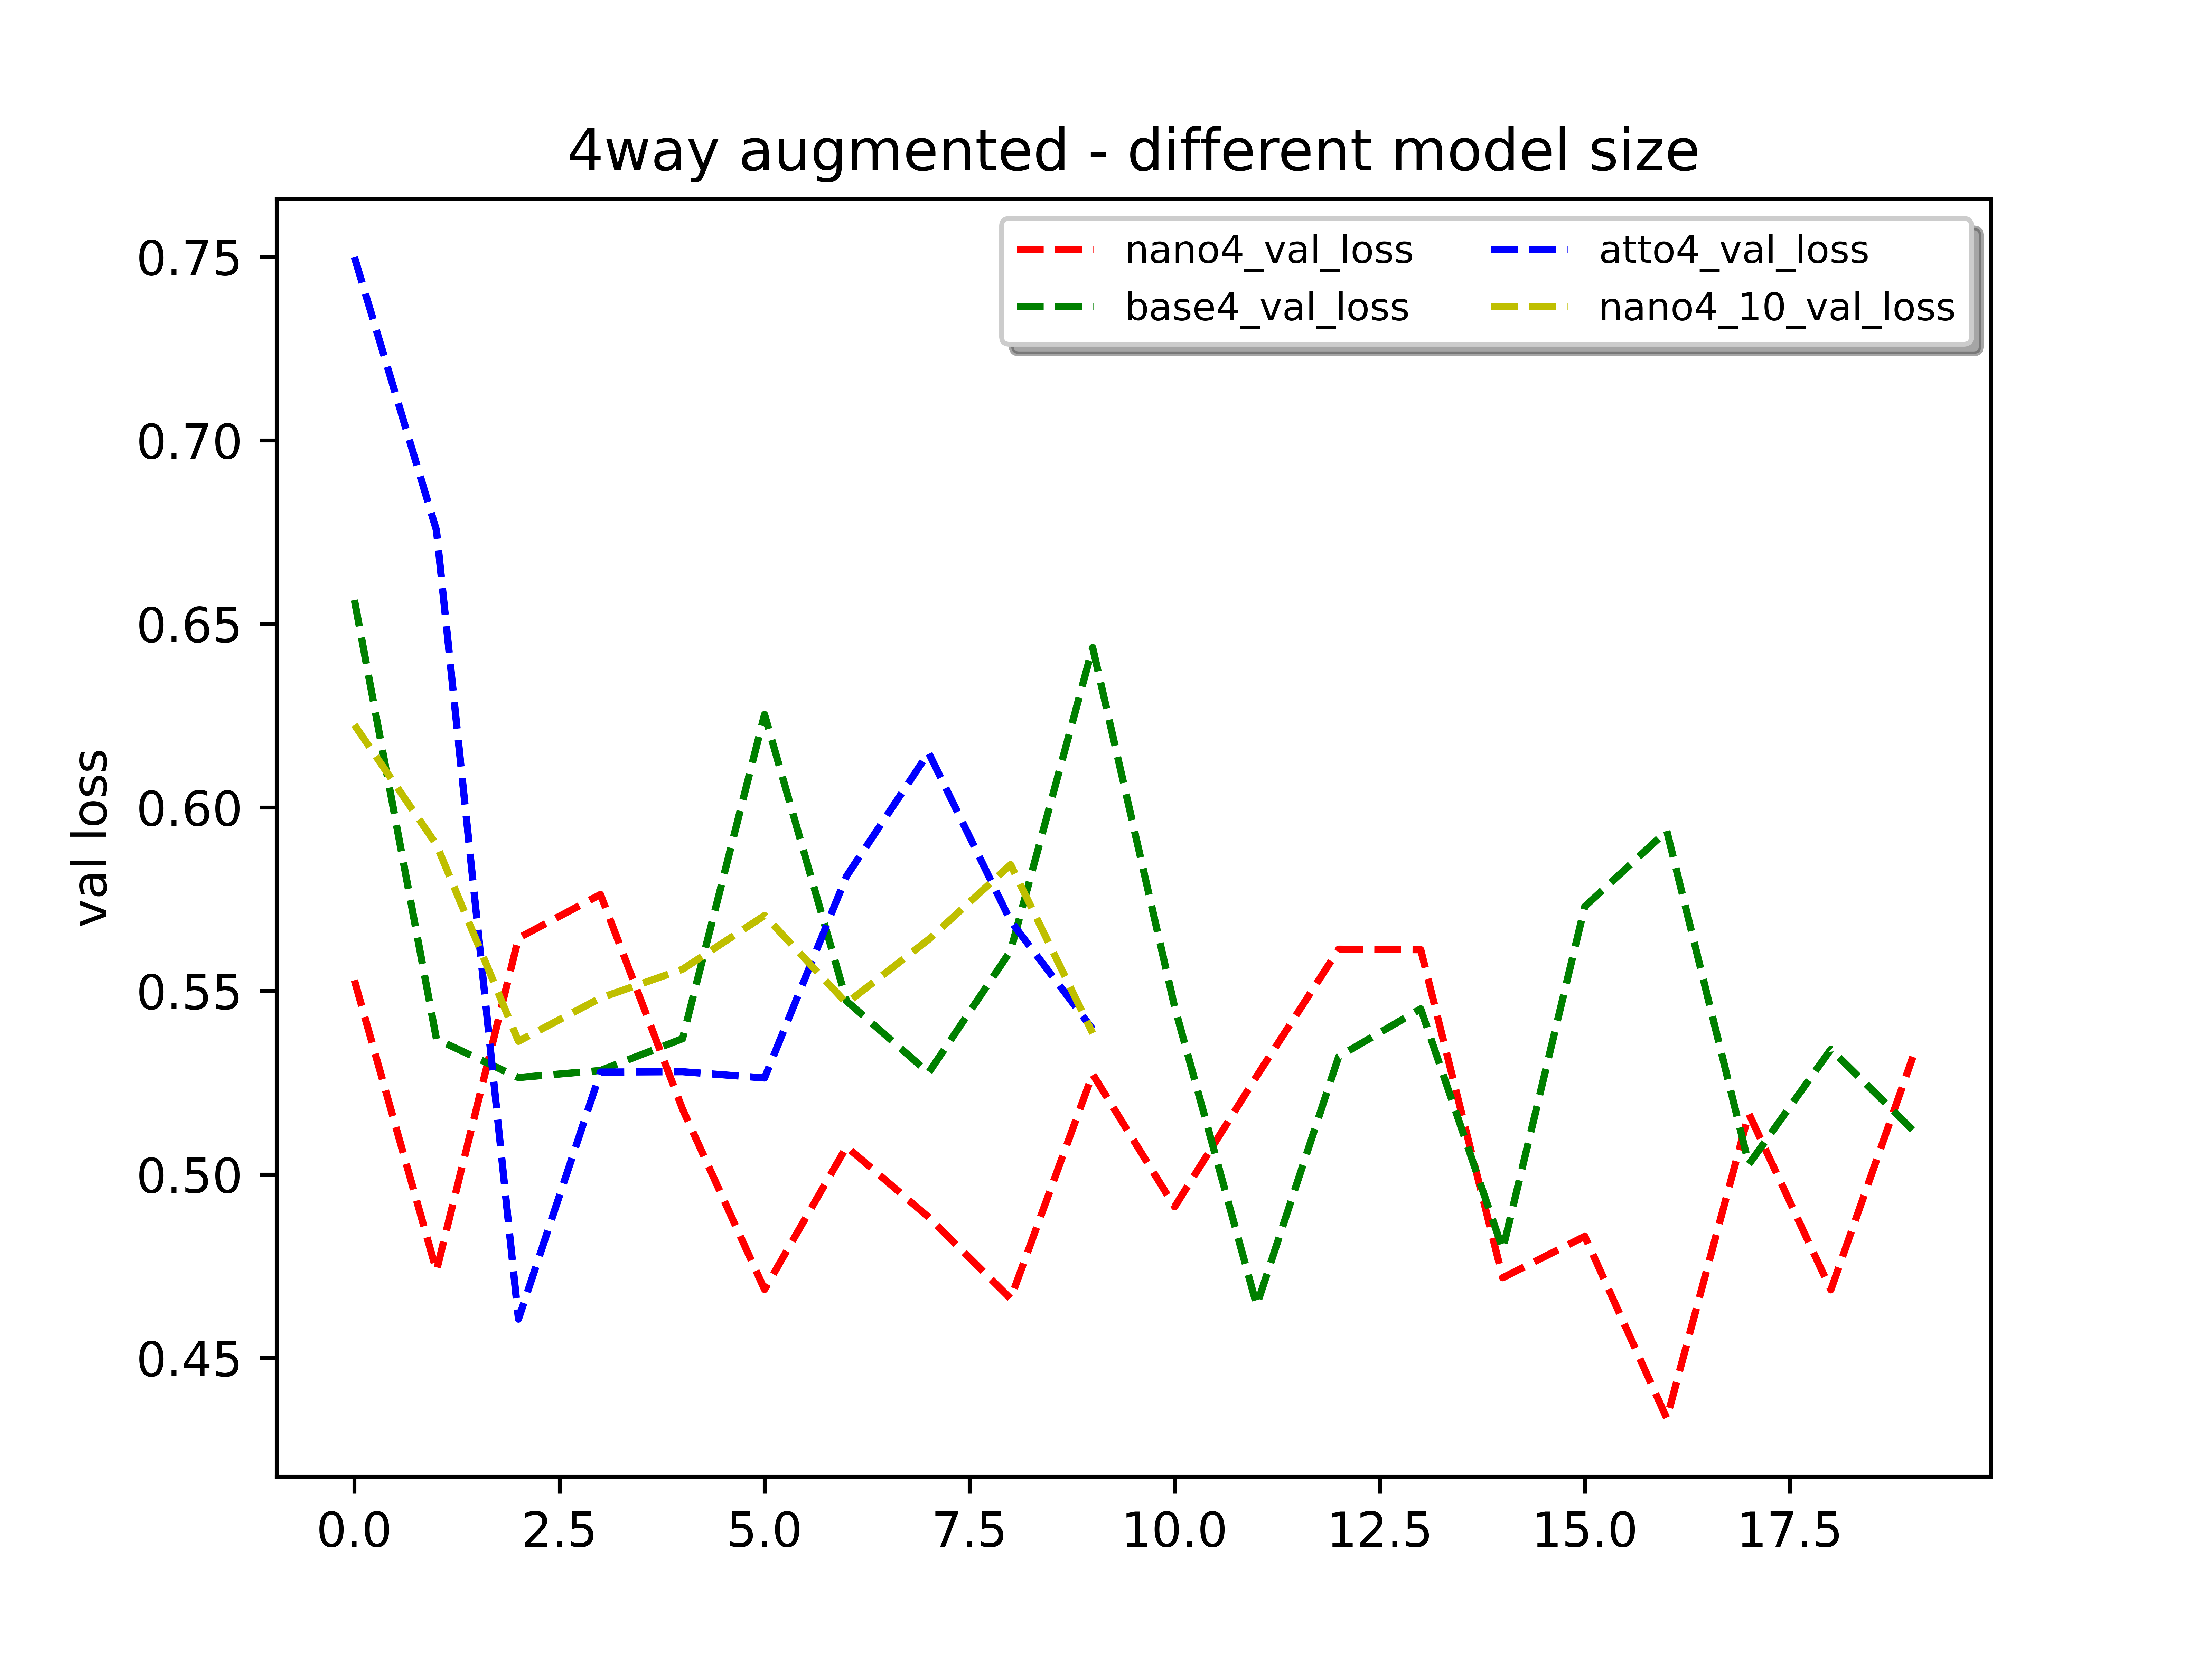 4way augmented - different model size
nano4_val_loss
base4_val_loss
atto4_val_loss
nano4_10_val_loss
val loss
0.75
0.70
0.65
0.60
0.55
0.50
0.45
0.0 2.5 5.0 7.5 10.0 12.5 15.0 17.5